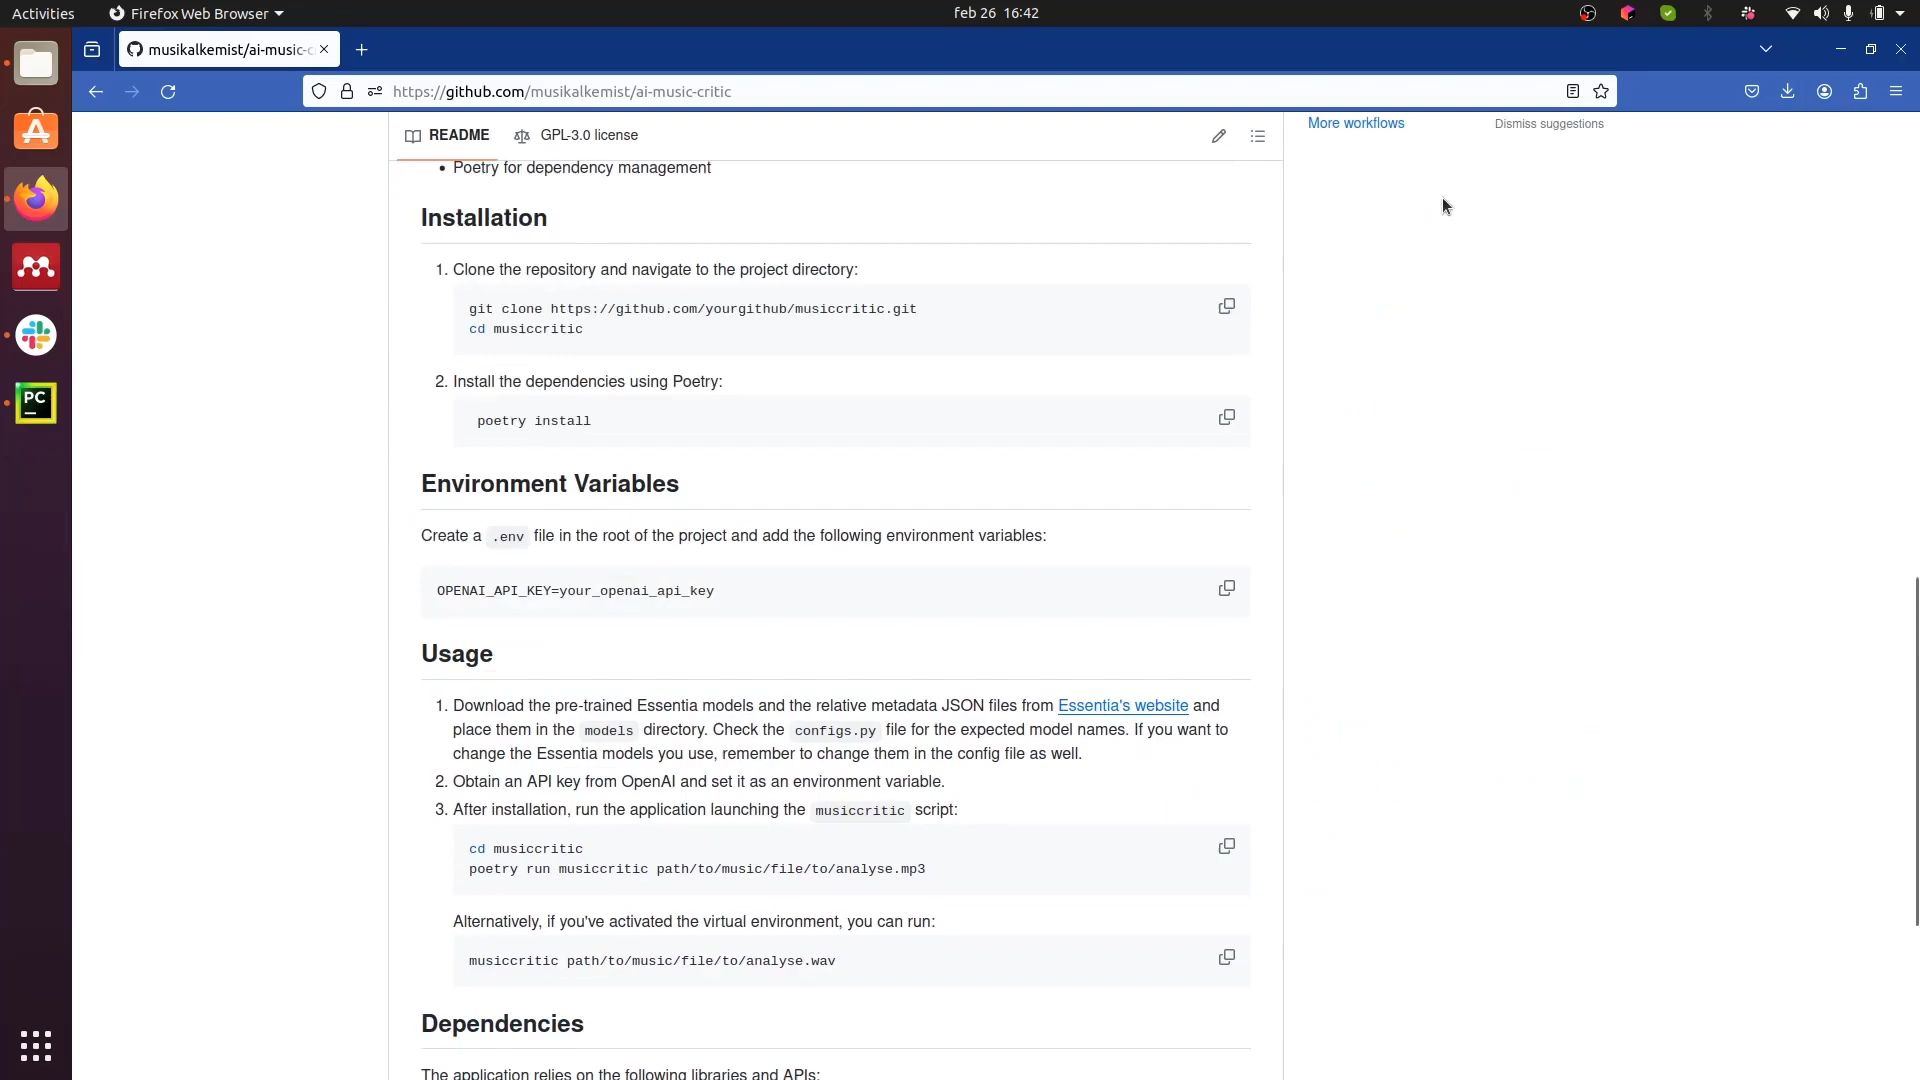 Activities
Firefox Web Browser
feb 26 16:42
musikalkemist/ai-music-c
https://github.com/musikalkemist/ai-music-critic
PC
README
GPL-3.0 license
More workflows
Dismiss suggestions
• Poetry for dependency management
Installation
1. Clone the repository and navigate to the project directory:
git clone https://github.com/yourgithub/musiccritic.git
cd musiccritic
2. Install the dependencies using Poetry:
poetry install
Environment Variables
Create a .env file in the root of the project and add the following environment variables:
OPENAI_API_KEY=your_openai_api_key
Usage
1. Download the pre-trained Essentia models and the relative metadata JSON files from Essentia's website and
place them in the models directory. Check the configs.py file for the expected model names. If you want to
change the Essentia models you use, remember to change them in the config file as well.
2. Obtain an API key from OpenAI and set it as an environment variable.
3. After installation, run the application launching the musiccritic script:
cd musiccritic
poetry run musiccritic path/to/music/file/to/analyse.mp3
Alternatively, if you've activated the virtual environment, you can run:
musiccritic path/to/music/file/to/analyse.wav
Dependencies
The application relies on the following libraries and APIs: